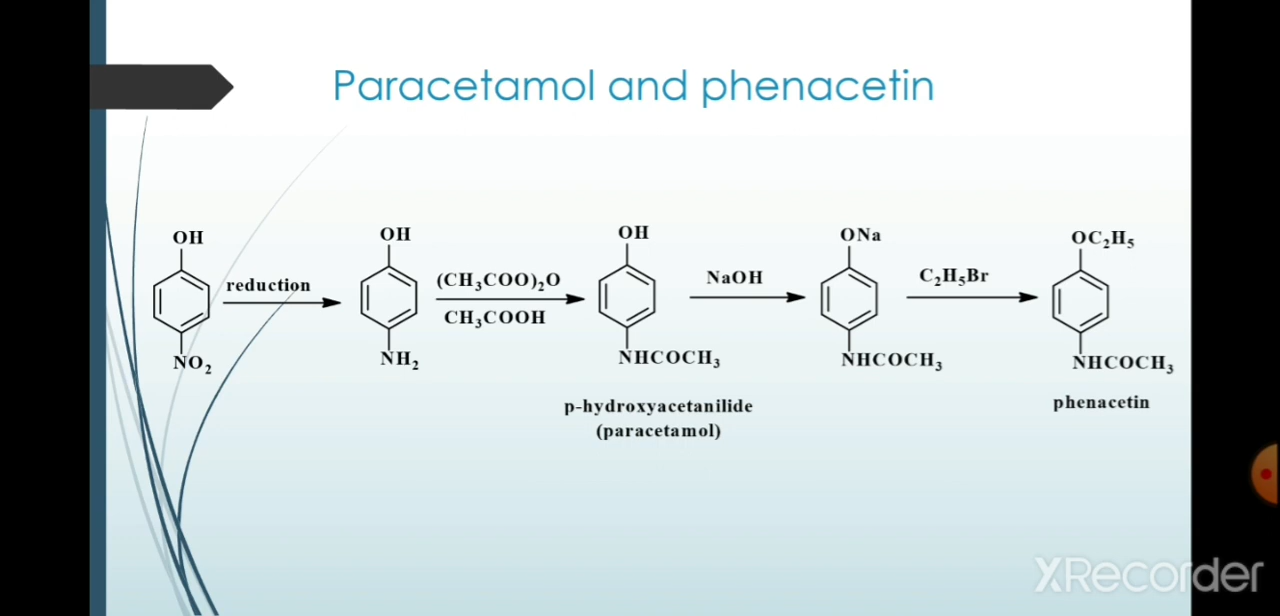 Paracetamol and phenacetin
OH
NO₂
reduction
OH
NH₂
(CH₃COO)₂O
CH₃COOH
OH
NHCOCH₃
p-hydroxyacetanilide
(paracetamol)
NaOH
ONa
NHCOCH₃
C₂H₅Br
OC₂H₅
NHCOCH₃
phenacetin
XRecorder